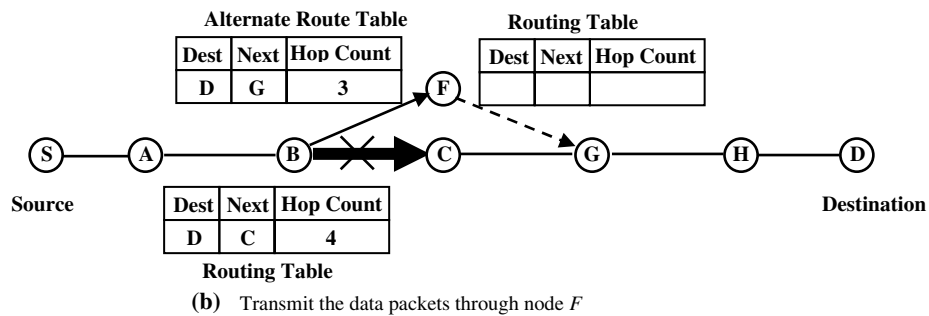 Alternate Route Table
Dest Next Hop Count
D G 3
Routing Table
Dest Next Hop Count
F
S A B C G H D
Source
Destination
Dest Next Hop Count
D C 4
Routing Table
(b) Transmit the data packets through node F